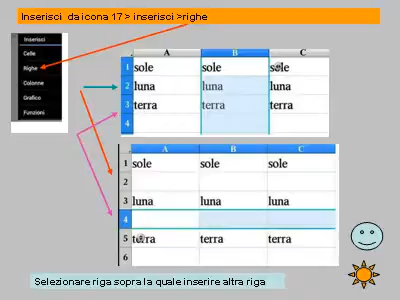 Inserisci da icona 17 > inserisci >righe
Inserisci
Celle
Righe
Colonne
Grafico
Funzioni
A B C
1 sole sole sole
2 luna luna luna
3 terra terra terra
4
A B C
1 sole sole sole
2
3 luna luna luna
4
5 terra terra terra
6
Selezionare riga sopra la quale inserire altra riga